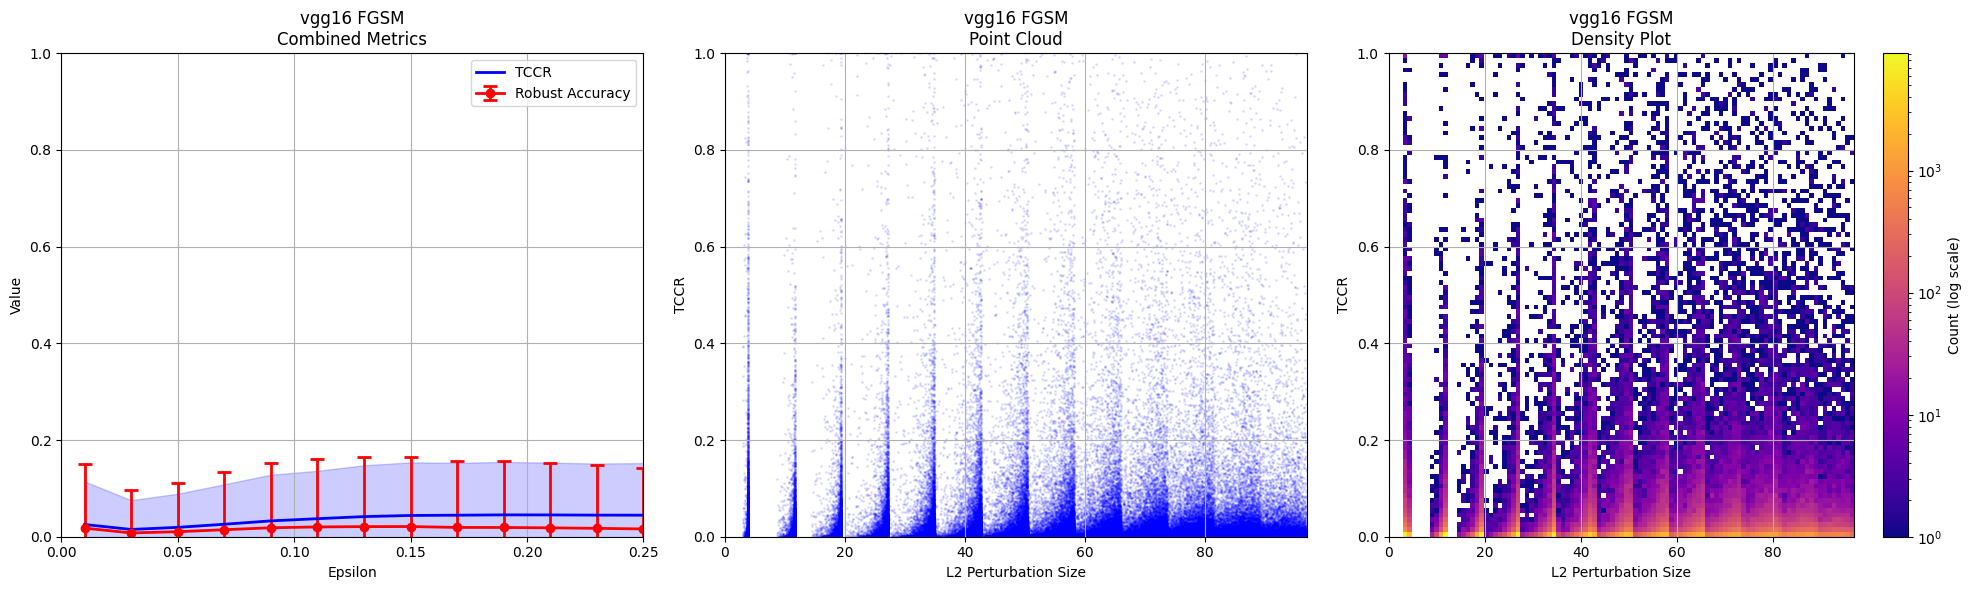 vgg16 FGSM
Combined Metrics
1.0
0.8
0.6
0.4
0.2
0.0
Value
TCCR
Robust Accuracy
0.00
0.05
0.10
0.15
0.20
0.25
Epsilon
vgg16 FGSM
Point Cloud
1.0
0.8
0.6
0.4
0.2
0.0
TCCR
0
20
40
60
80
L2 Perturbation Size
vgg16 FGSM
Density Plot
1.0
0.8
0.6
0.4
0.2
0.0
TCCR
0
20
40
60
80
L2 Perturbation Size
10³
10²
10¹
10⁰
Count (log scale)